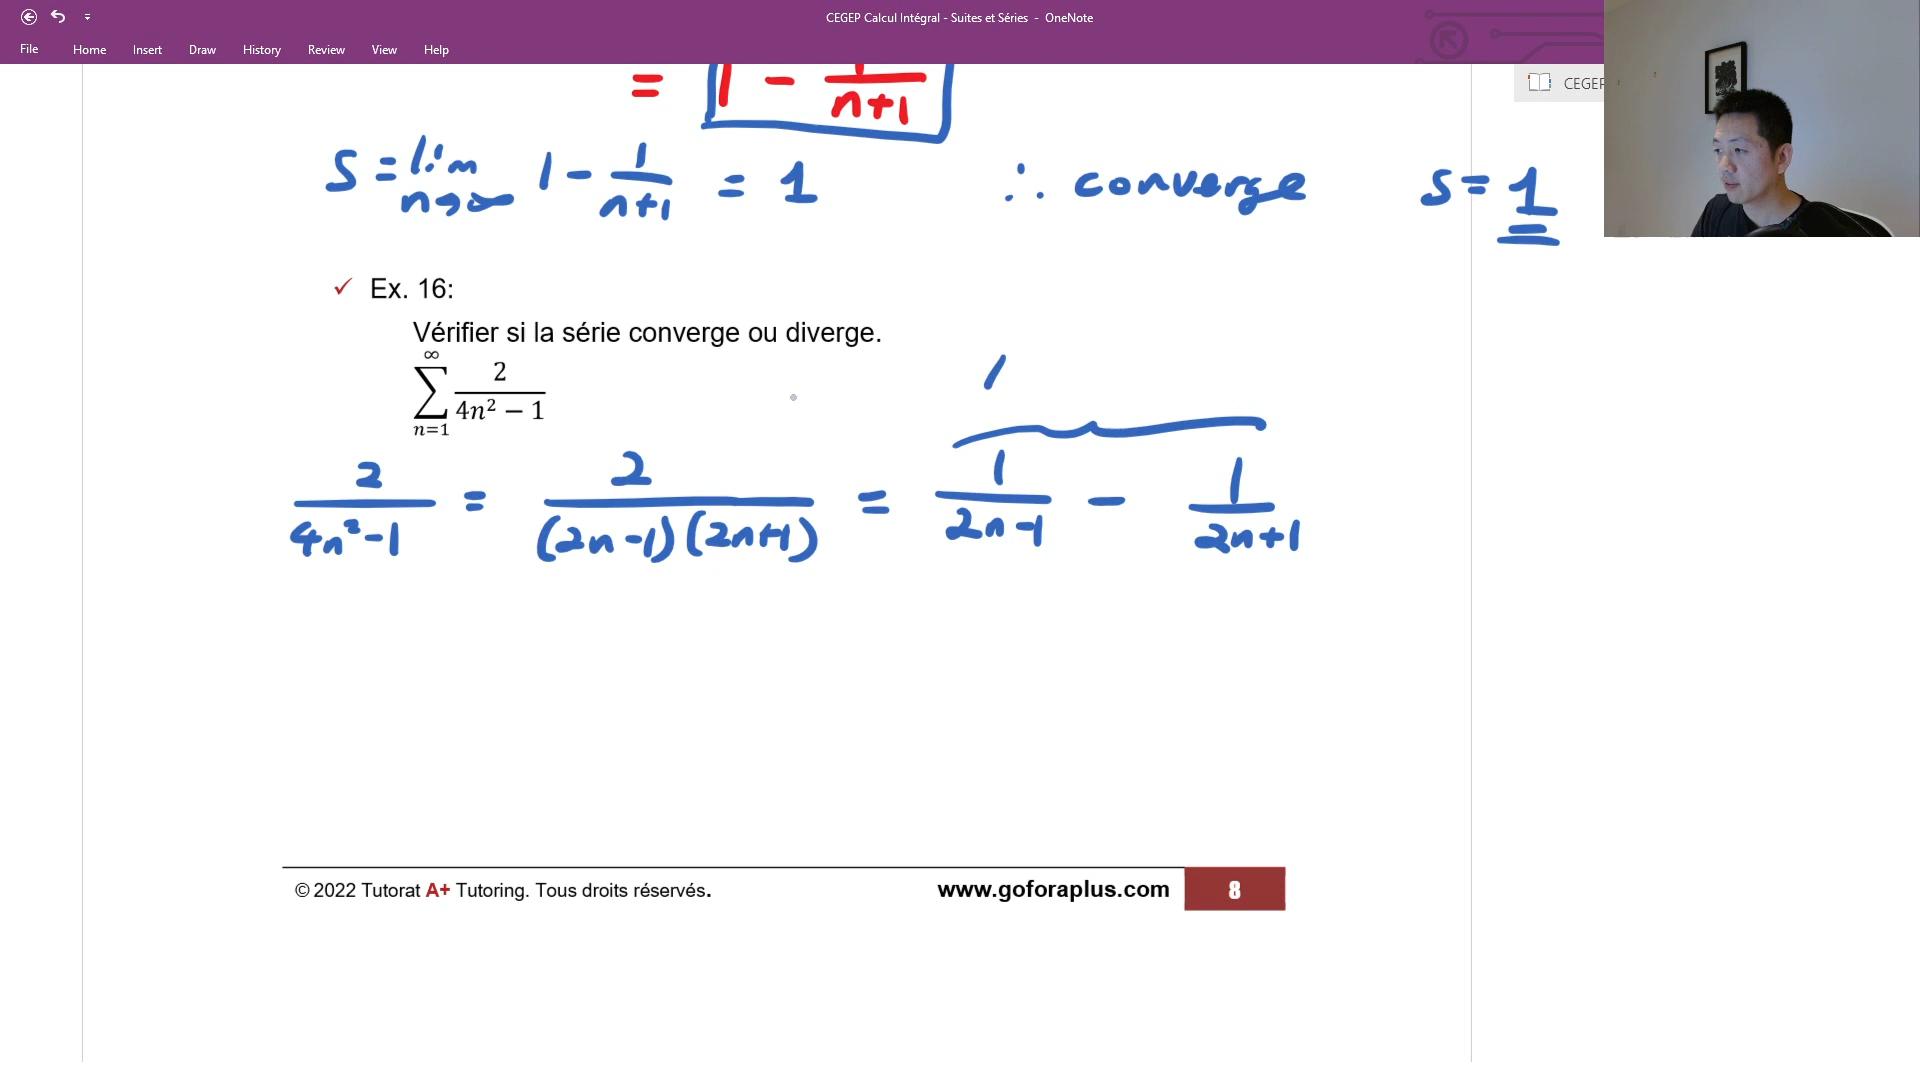 CEGEP Calcul Intégral - Suites et Séries - OneNote
File Home Insert Draw History Review View Help
CEGEP
= 1 - 1/(n+1)
S = lim n→∞ 1 - 1/(n+1) = 1 ∴ converge S = 1
✓ Ex. 16:
Vérifier si la série converge ou diverge.
∞
∑ 2/(4n² − 1)
n=1
2/(4n²-1) = 2/((2n-1)(2n+1)) = 1/(2n-1) - 1/(2n+1)
© 2022 Tutorat A+ Tutoring. Tous droits réservés. www.goforaplus.com 8